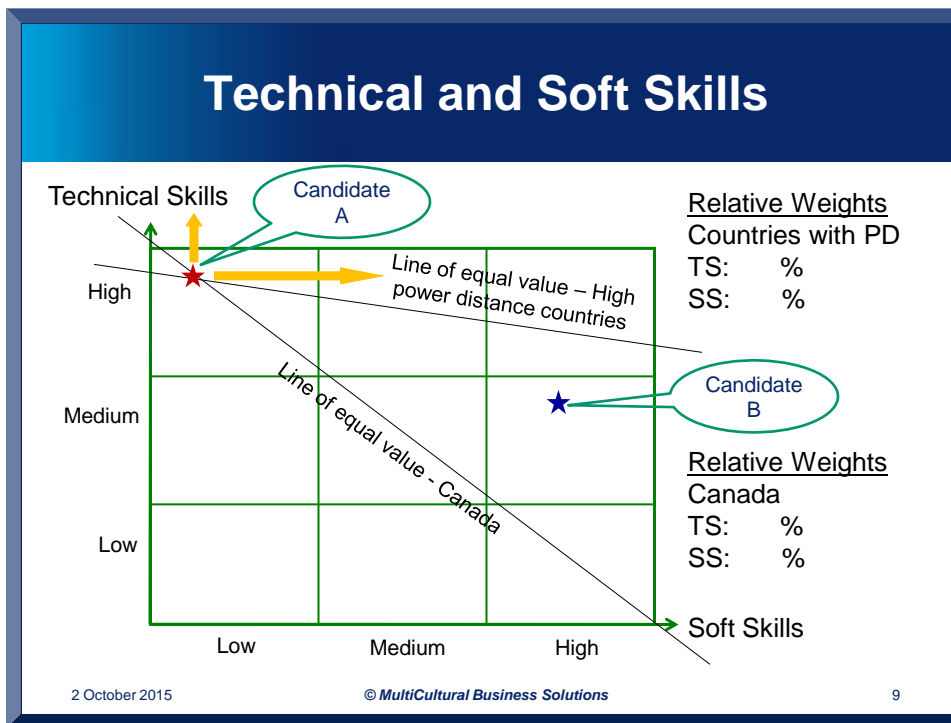 Technical and Soft Skills
Technical Skills
Candidate
A
Relative Weights
Countries with PD
TS: %
SS: %
High
Line of equal value – High
power distance countries
Line of equal value - Canada
Candidate
B
Medium
Relative Weights
Canada
TS: %
SS: %
Low
Soft Skills
Low Medium High
2 October 2015 © MultiCultural Business Solutions 9